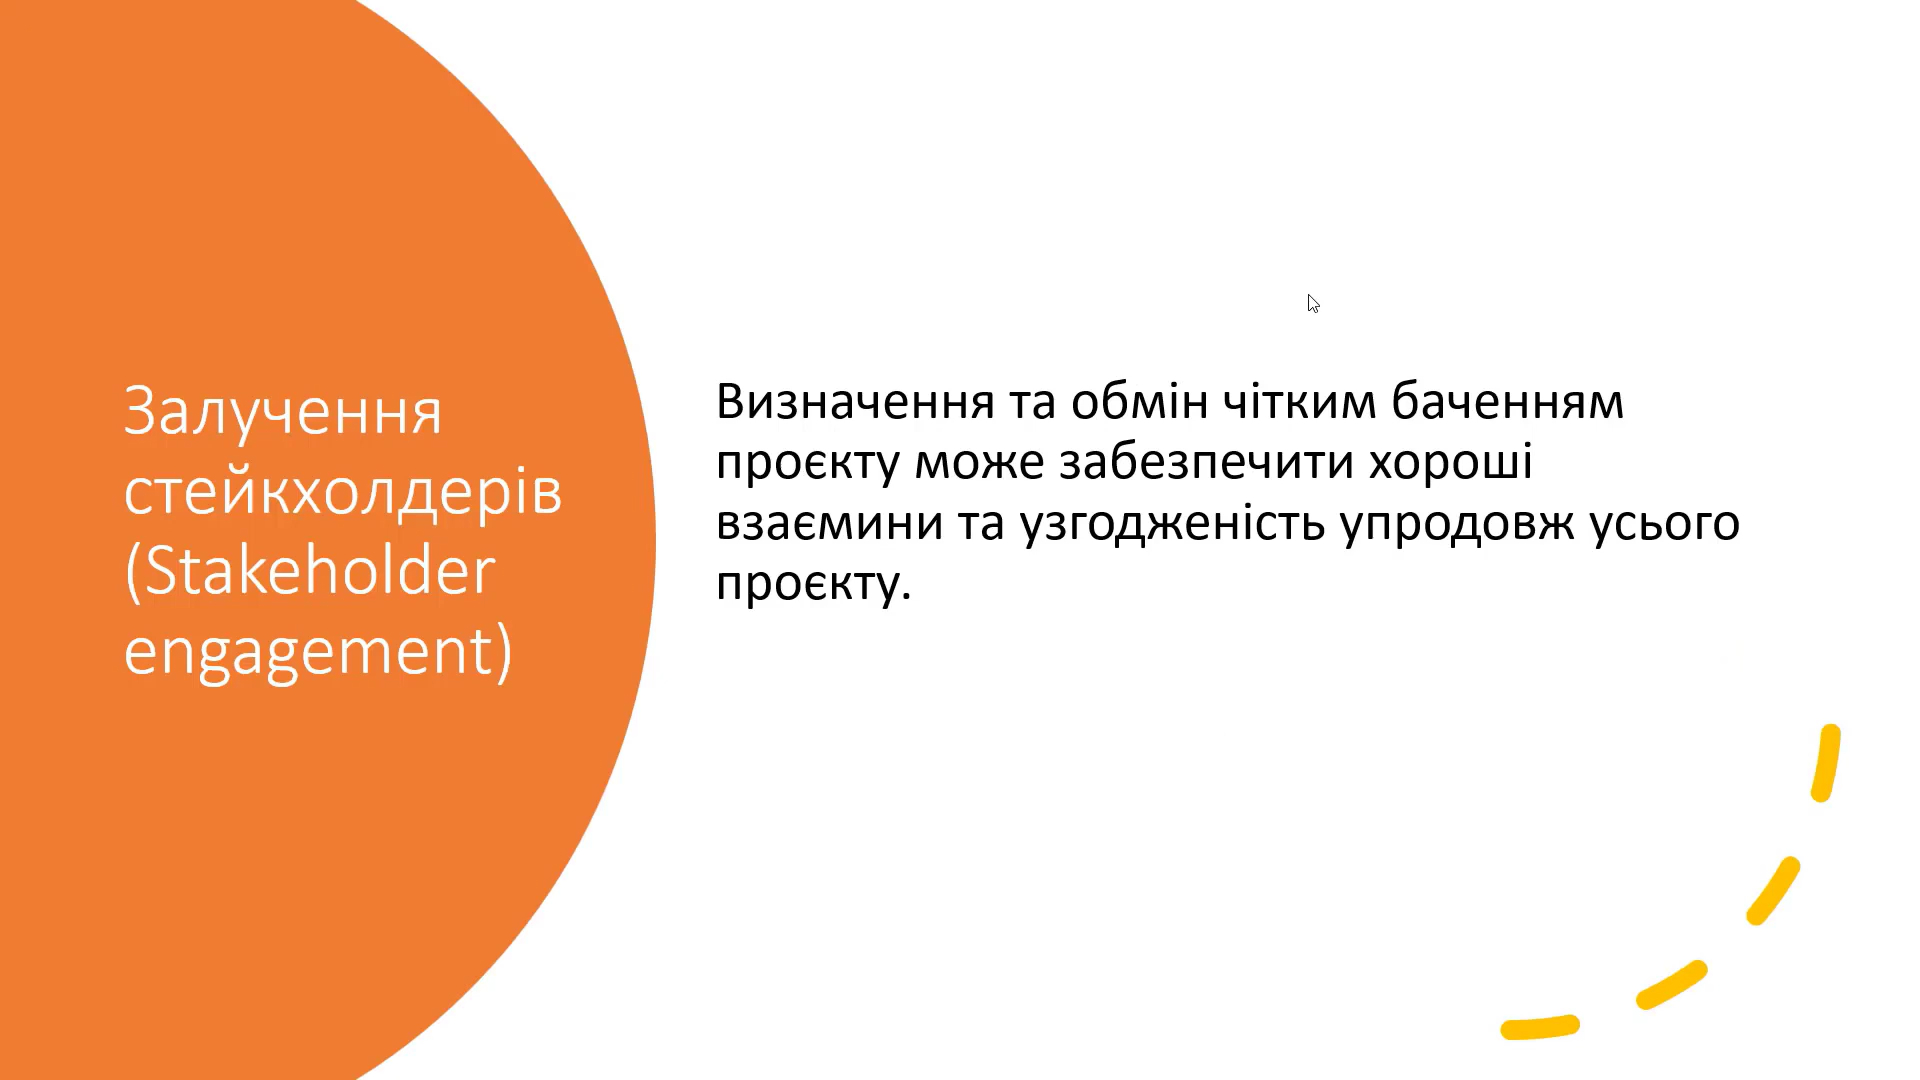 Залучення
стейкхолдерів
(Stakeholder
engagement)
Визначення та обмін чітким баченням
проєкту може забезпечити хороші
взаємини та узгодженість упродовж усього
проєкту.